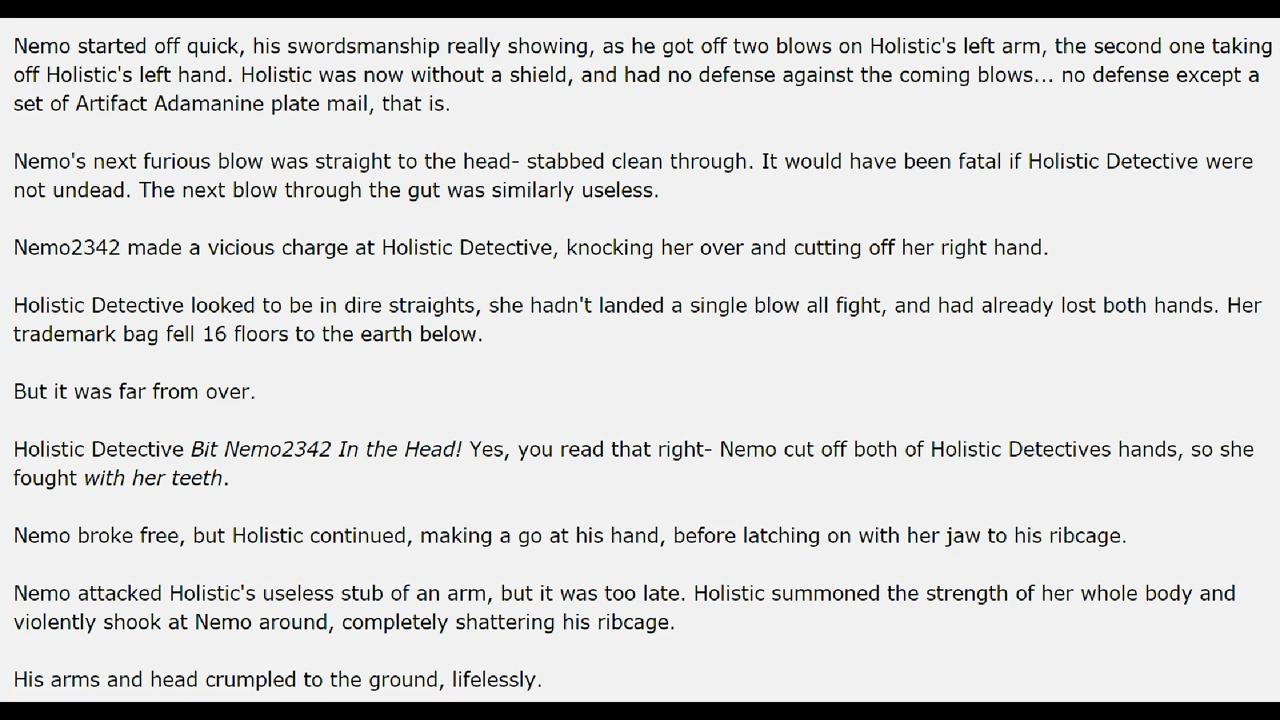 Nemo started off quick, his swordsmanship really showing, as he got off two blows on Holistic's left arm, the second one taking
off Holistic's left hand. Holistic was now without a shield, and had no defense against the coming blows... no defense except a
set of Artifact Adamanine plate mail, that is.
Nemo's next furious blow was straight to the head- stabbed clean through. It would have been fatal if Holistic Detective were
not undead. The next blow through the gut was similarly useless.
Nemo2342 made a vicious charge at Holistic Detective, knocking her over and cutting off her right hand.
Holistic Detective looked to be in dire straights, she hadn't landed a single blow all fight, and had already lost both hands. Her
trademark bag fell 16 floors to the earth below.
But it was far from over.
Holistic Detective Bit Nemo2342 In the Head! Yes, you read that right- Nemo cut off both of Holistic Detectives hands, so she
fought with her teeth.
Nemo broke free, but Holistic continued, making a go at his hand, before latching on with her jaw to his ribcage.
Nemo attacked Holistic's useless stub of an arm, but it was too late. Holistic summoned the strength of her whole body and
violently shook at Nemo around, completely shattering his ribcage.
His arms and head crumpled to the ground, lifelessly.